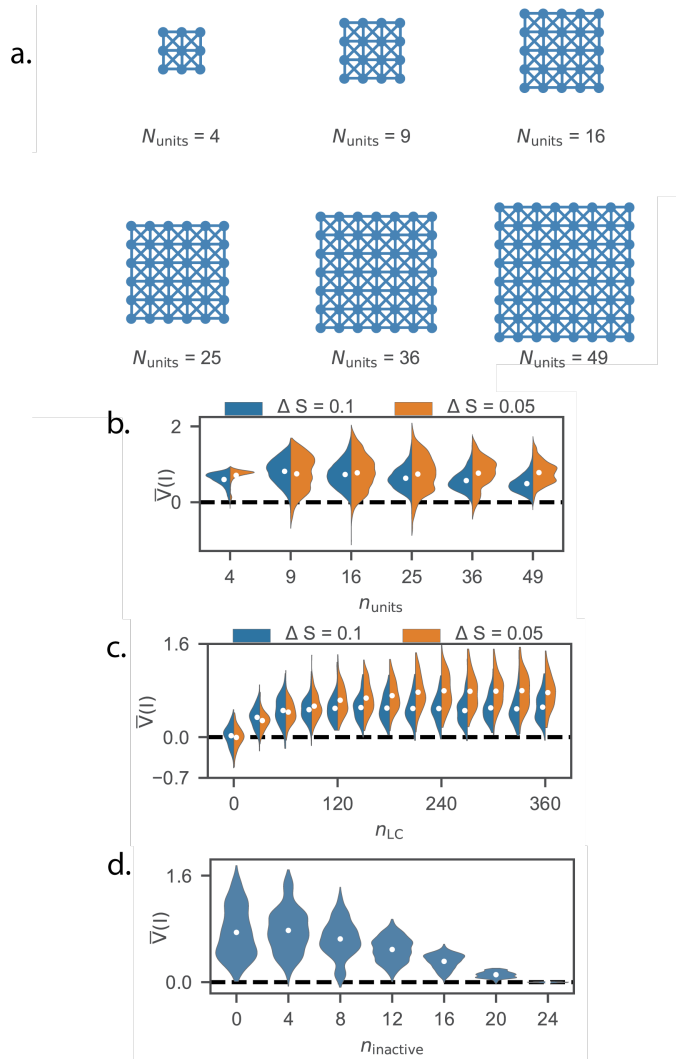 a.
N_units = 4 N_units = 9 N_units = 16
N_units = 25 N_units = 36 N_units = 49
b.
Δ S = 0.1 Δ S = 0.05
2
0
V̅(I)
4 9 16 25 36 49
n_units
c.
Δ S = 0.1 Δ S = 0.05
1.6
0.0
−0.7
V̅(I)
0 120 240 360
n_LC
d.
1.6
0.0
V̅(I)
0 4 8 12 16 20 24
n_inactive